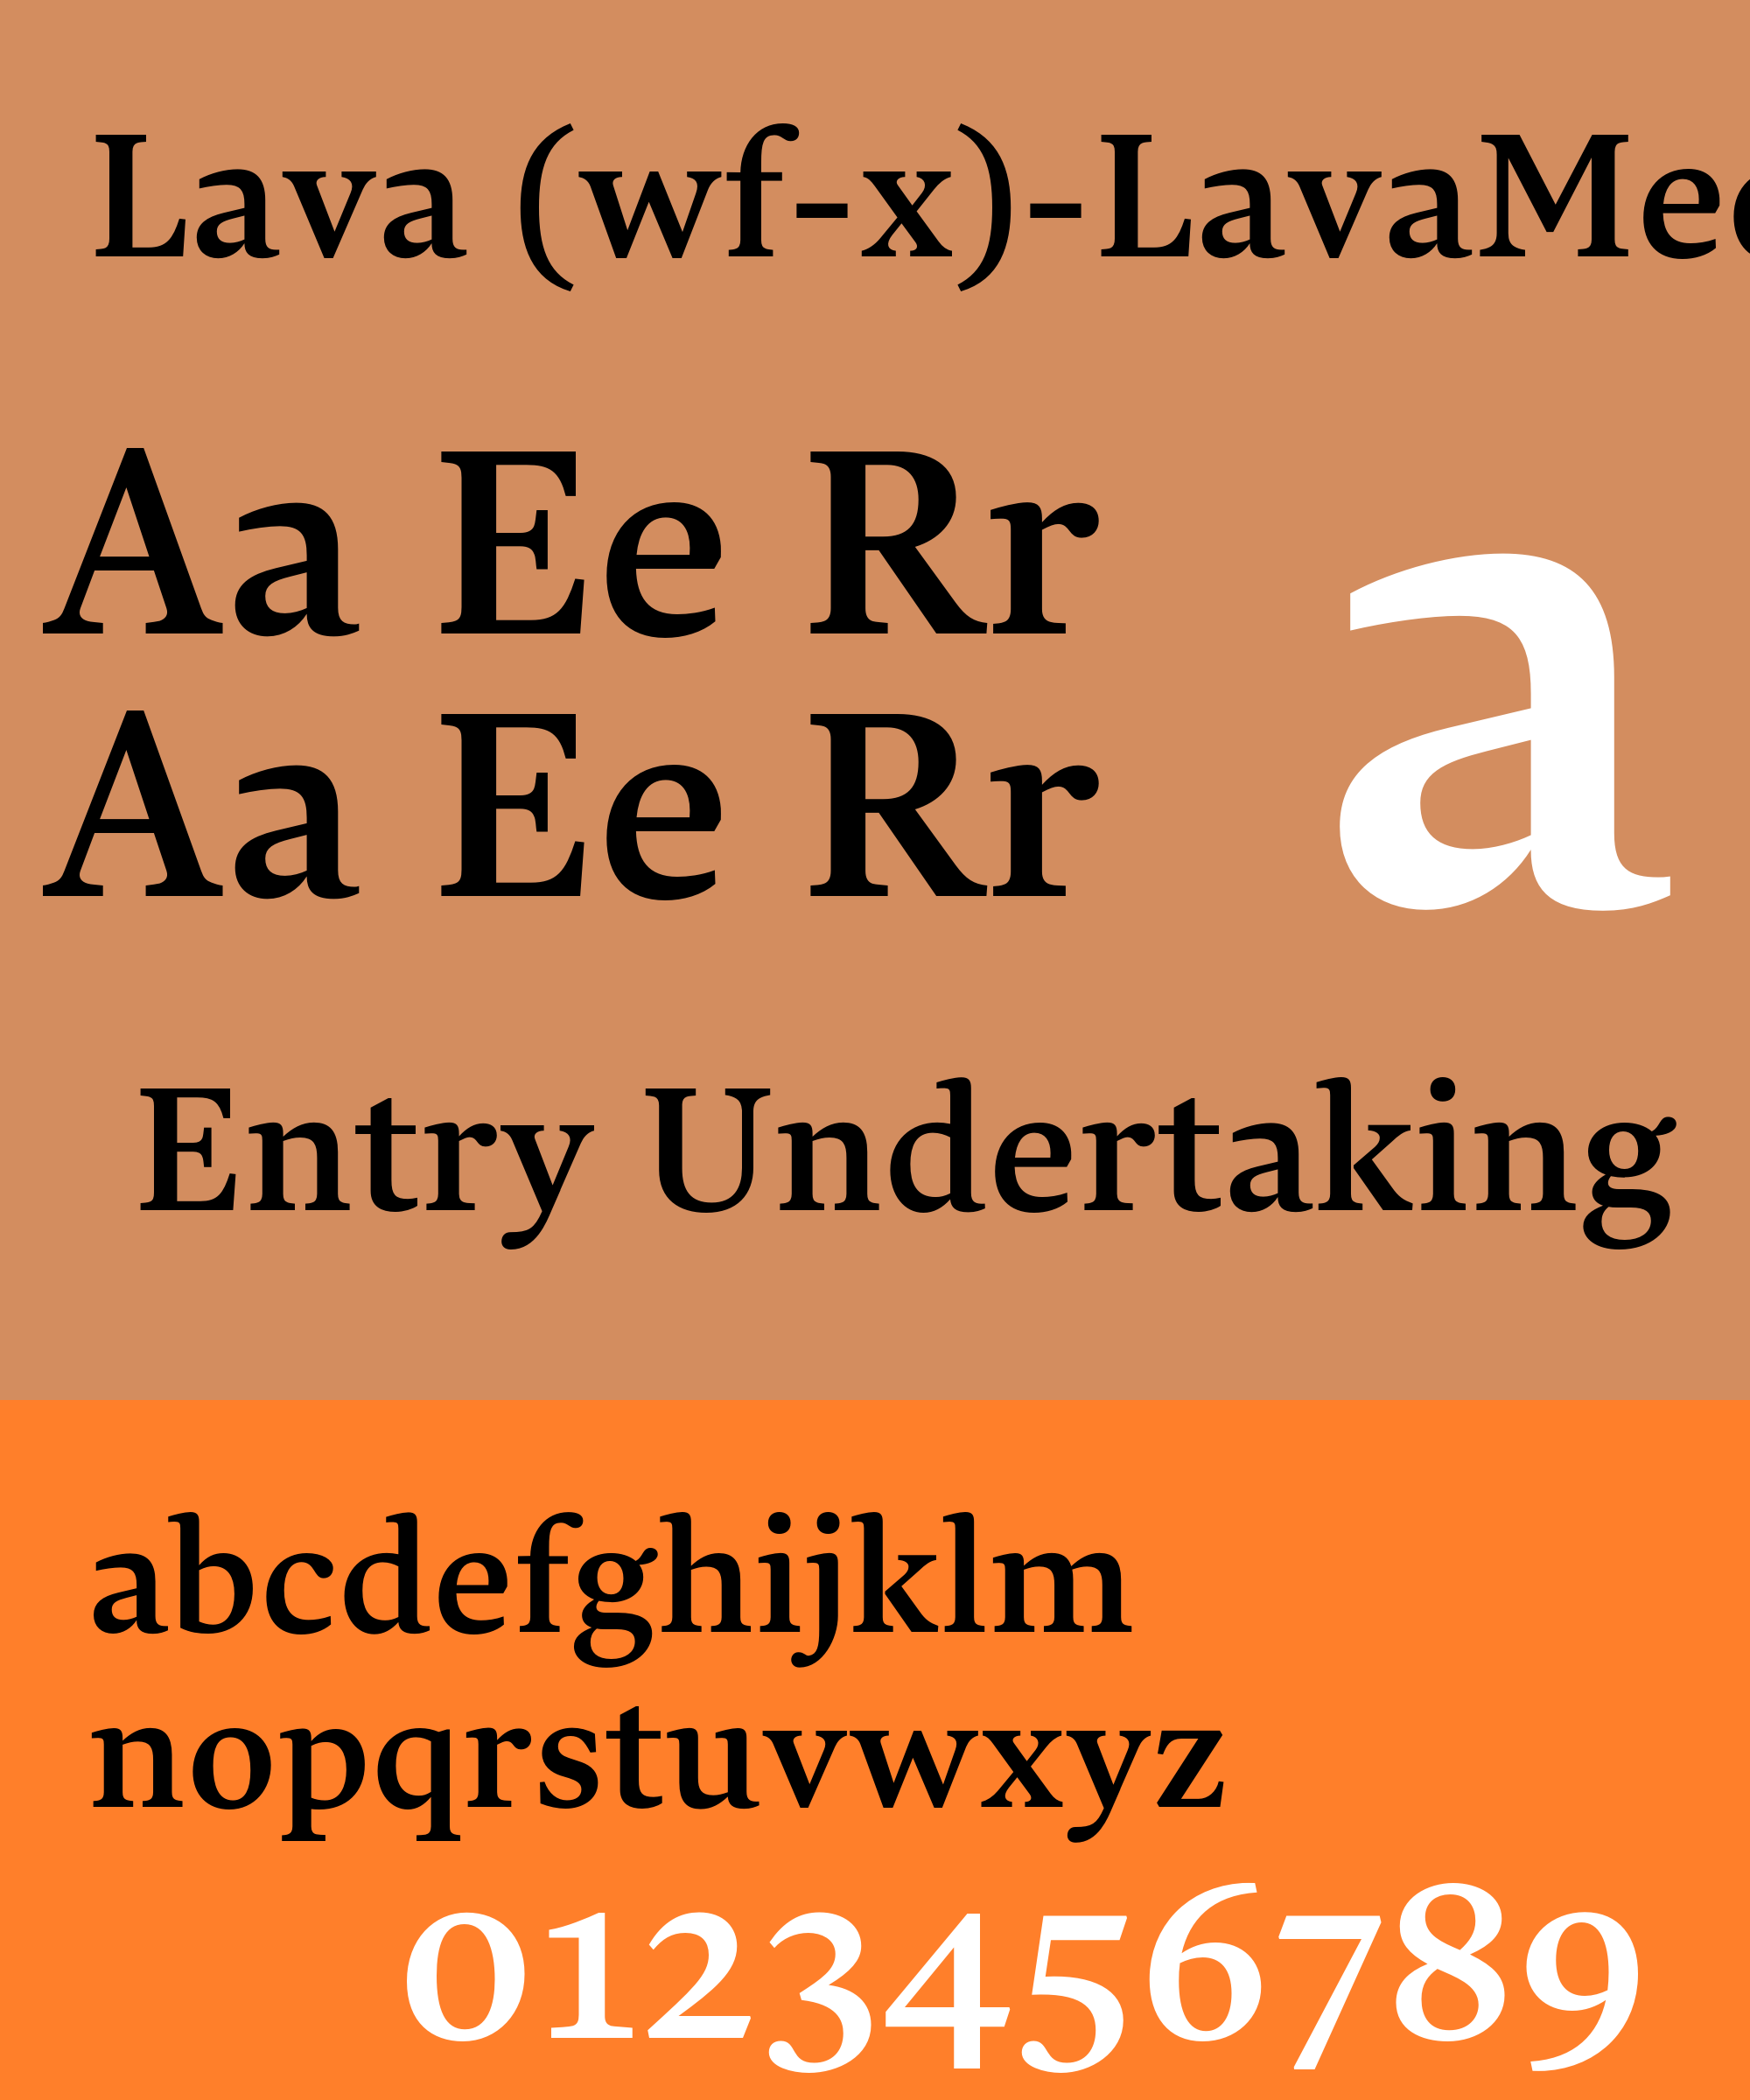 Lava (wf-x)-LavaMe
Aa Ee Rr
Aa Ee Rr
a
Entry Undertaking
abcdefghijklm
nopqrstuvwxyz
0123456789